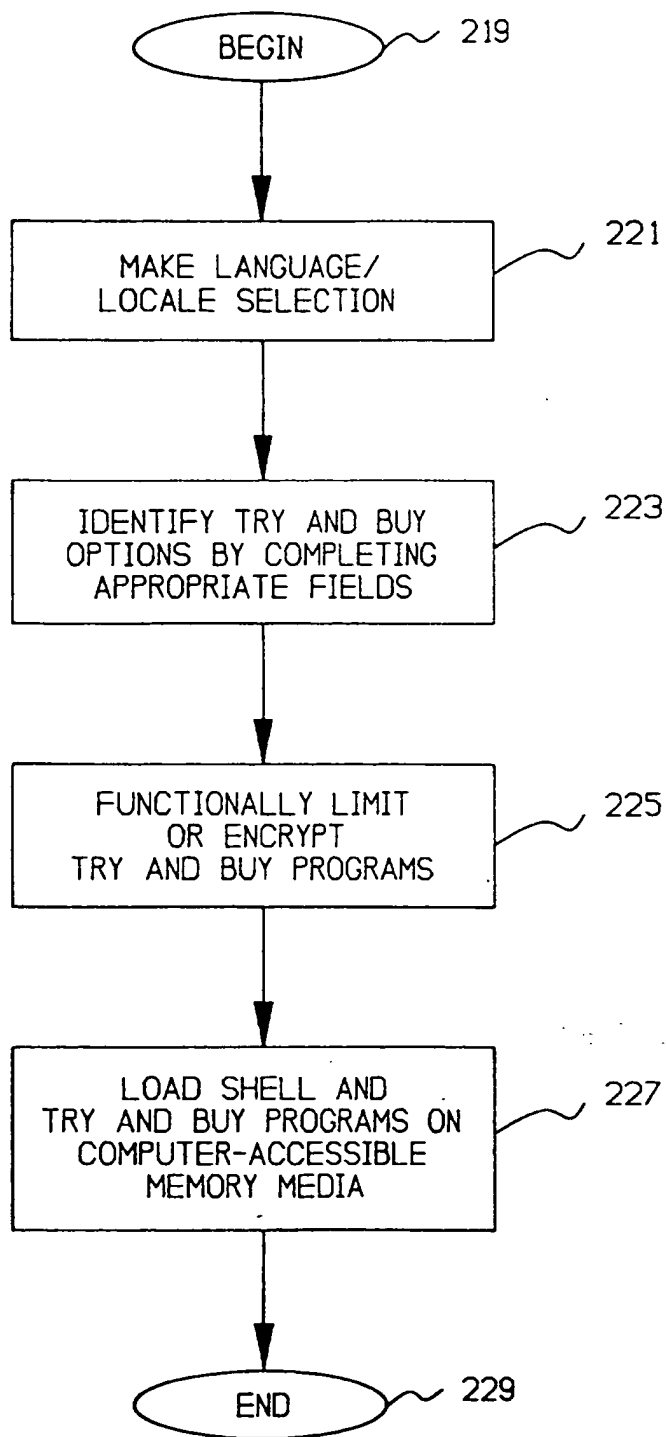 BEGIN
219
MAKE LANGUAGE/
LOCALE SELECTION
221
IDENTIFY TRY AND BUY
OPTIONS BY COMPLETING
APPROPRIATE FIELDS
223
FUNCTIONALLY LIMIT
OR ENCRYPT
TRY AND BUY PROGRAMS
225
LOAD SHELL AND
TRY AND BUY PROGRAMS ON
COMPUTER-ACCESSIBLE
MEMORY MEDIA
227
END
229